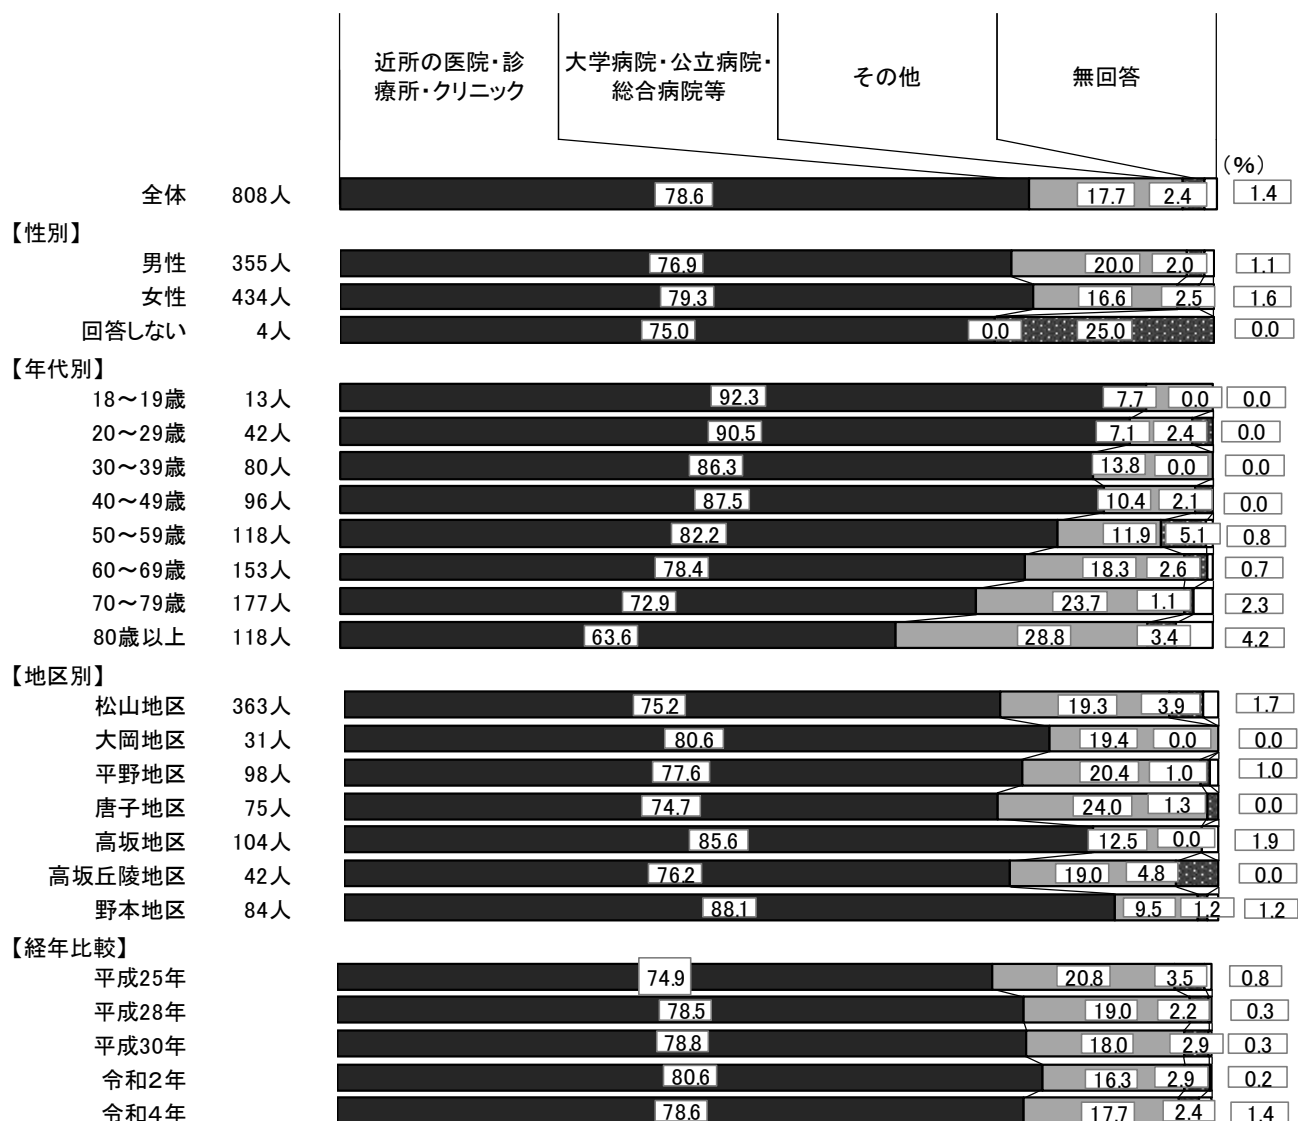 近所の医院・診
療所・クリニック
大学病院・公立病院・
総合病院等
その他
無回答
(%)
全体 808人 78.6 17.7 2.4 1.4
【性別】
男性 355人 76.9 20.0 2.0 1.1
女性 434人 79.3 16.6 2.5 1.6
回答しない 4人 75.0 0.0 25.0 0.0
【年代別】
18～19歳 13人 92.3 7.7 0.0 0.0
20～29歳 42人 90.5 7.1 2.4 0.0
30～39歳 80人 86.3 13.8 0.0 0.0
40～49歳 96人 87.5 10.4 2.1 0.0
50～59歳 118人 82.2 11.9 5.1 0.8
60～69歳 153人 78.4 18.3 2.6 0.7
70～79歳 177人 72.9 23.7 1.1 2.3
80歳以上 118人 63.6 28.8 3.4 4.2
【地区別】
松山地区 363人 75.2 19.3 3.9 1.7
大岡地区 31人 80.6 19.4 0.0 0.0
平野地区 98人 77.6 20.4 1.0 1.0
唐子地区 75人 74.7 24.0 1.3 0.0
高坂地区 104人 85.6 12.5 0.0 1.9
高坂丘陵地区 42人 76.2 19.0 4.8 0.0
野本地区 84人 88.1 9.5 1.2 1.2
【経年比較】
平成25年 74.9 20.8 3.5 0.8
平成28年 78.5 19.0 2.2 0.3
平成30年 78.8 18.0 2.9 0.3
令和2年 80.6 16.3 2.9 0.2
令和4年 78.6 17.7 2.4 1.4